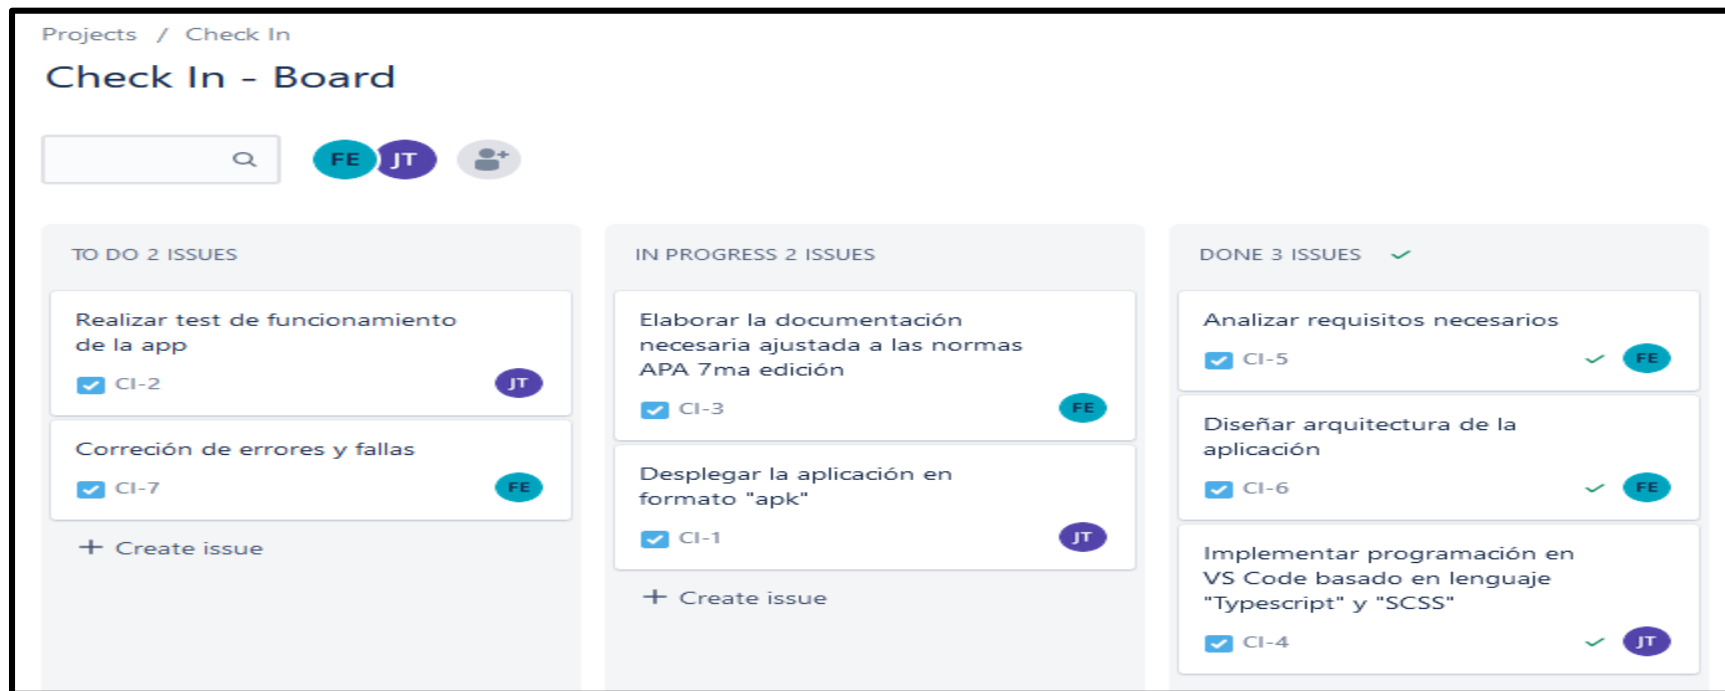 Projects / Check In
Check In - Board
FE JT
TO DO 2 ISSUES
Realizar test de funcionamiento
de la app
CI-2 JT
Correción de errores y fallas
CI-7 FE
+ Create issue
IN PROGRESS 2 ISSUES
Elaborar la documentación
necesaria ajustada a las normas
APA 7ma edición
CI-3 FE
Desplegar la aplicación en
formato "apk"
CI-1 JT
+ Create issue
DONE 3 ISSUES
Analizar requisitos necesarios
CI-5 FE
Diseñar arquitectura de la
aplicación
CI-6 FE
Implementar programación en
VS Code basado en lenguaje
"Typescript" y "SCSS"
CI-4 JT